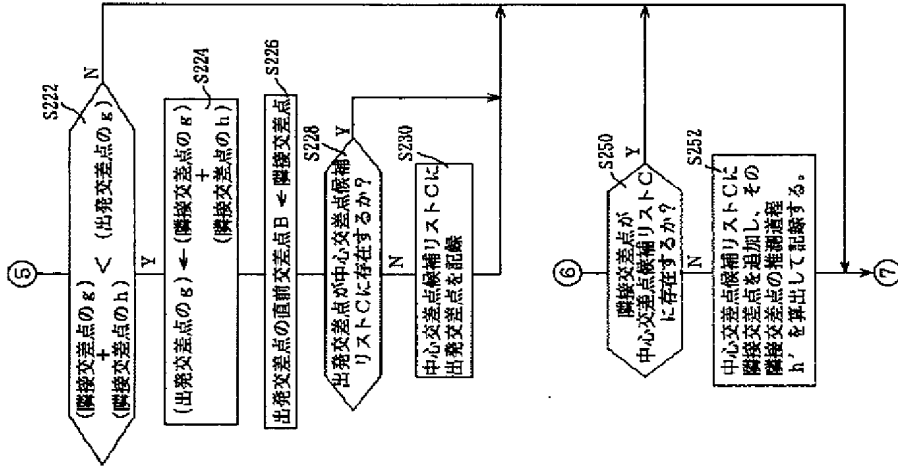 ⑤
S222
(隣接交差点のg)
+
(隣接交差点のh)
<
(出発交差点のg)
N
Y
S224
(出発交差点のg) ← (隣接交差点のg)
+
(隣接交差点のh)
S226
出発交差点の直前交差点B ← 隣接交差点
S228
出発交差点が中心交差点候補
リストCに存在するか?
Y
N
S230
中心交差点候補リストCに
出発交差点を記録
⑥
S250
隣接交差点が
中心交差点候補リストC
に存在するか?
Y
N
S252
中心交差点候補リストCに
隣接交差点を追加し、その
隣接交差点の推測道程
h'を算出して記録する。
⑦